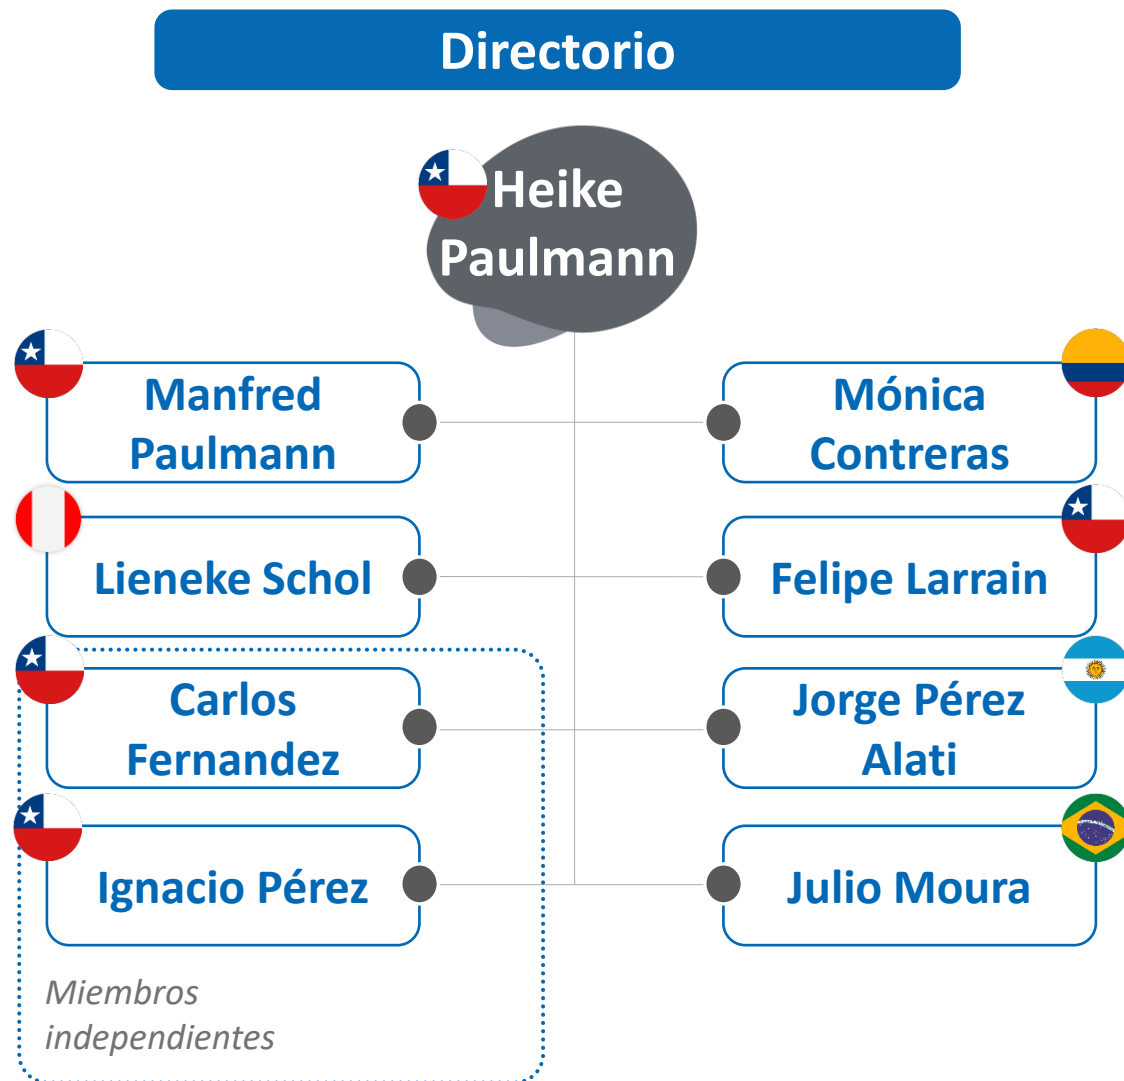 Directorio
Heike
Paulmann
Manfred
Paulmann
Mónica
Contreras
Lieneke Schol
Felipe Larrain
Carlos
Fernandez
Jorge Pérez
Alati
Ignacio Pérez
Julio Moura
Miembros
independientes